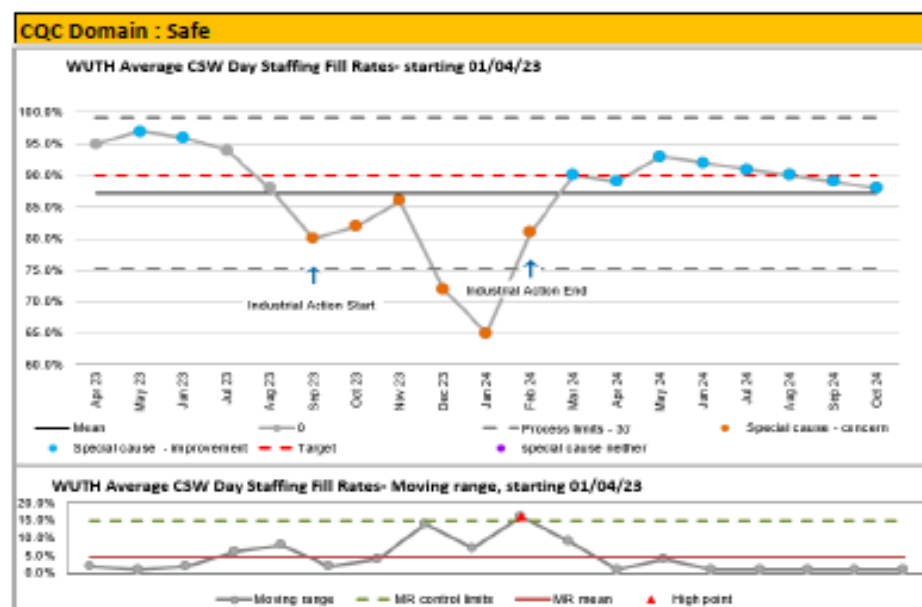 CQC Domain : Safe
WUTH Average CSW Day Staffing Fill Rates- starting 01/04/23
100.0%
95.0%
90.0%
85.0%
80.0%
75.0%
70.0%
65.0%
60.0%
Industrial Action Start
Industrial Action End
Apr 23
May 23
Jun 23
Jul 23
Aug 23
Sep 23
Oct 23
Nov 23
Dec 23
Jan 24
Feb 24
Mar 24
Apr 24
May 24
Jun 24
Jul 24
Aug 24
Sep 24
Oct 24
Mean 0 Process limits - 3σ Special cause - concern
Special cause - improvement Target special cause neither
WUTH Average CSW Day Staffing Fill Rates- Moving range, starting 01/04/23
20.0%
15.0%
10.0%
5.0%
0.0%
Moving range MR control limits MR mean High point